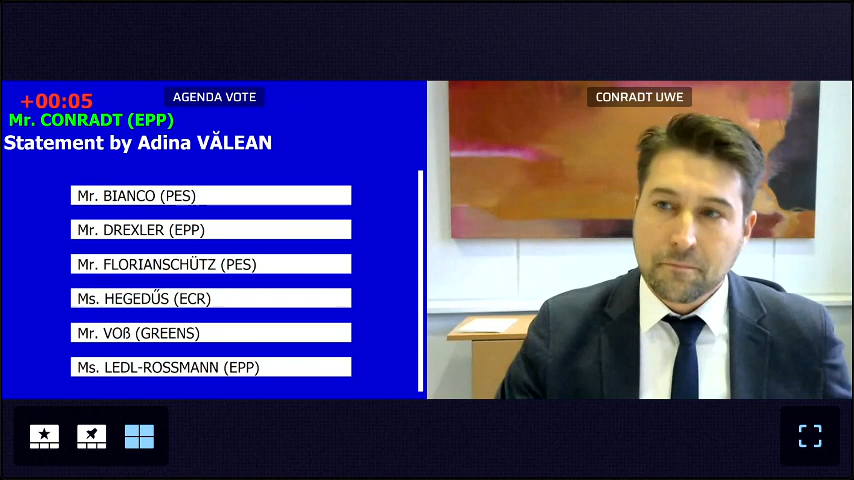 +00:05
AGENDA VOTE
Mr. CONRADT (EPP)
Statement by Adina VĂLEAN
Mr. BIANCO (PES)
Mr. DREXLER (EPP)
Mr. FLORIANSCHÜTZ (PES)
Ms. HEGEDŰS (ECR)
Mr. VOß (GREENS)
Ms. LEDL-ROSSMANN (EPP)
CONRADT UWE